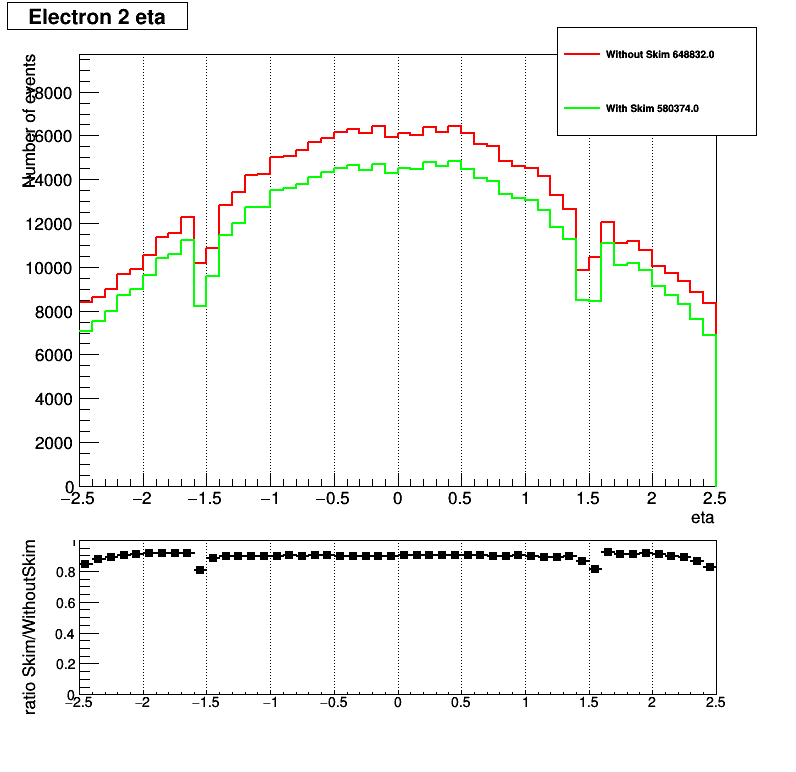 Electron 2 eta
Number of events
Without Skim 648832.0
With Skim 580374.0
18000
16000
14000
12000
10000
8000
6000
4000
2000
0
−2.5 −2 −1.5 −1 −0.5 0 0.5 1 1.5 2 2.5
eta
ratio Skim/WithoutSkim
1
0.8
0.6
0.4
0.2
0
−2.5 −2 −1.5 −1 −0.5 0 0.5 1 1.5 2 2.5